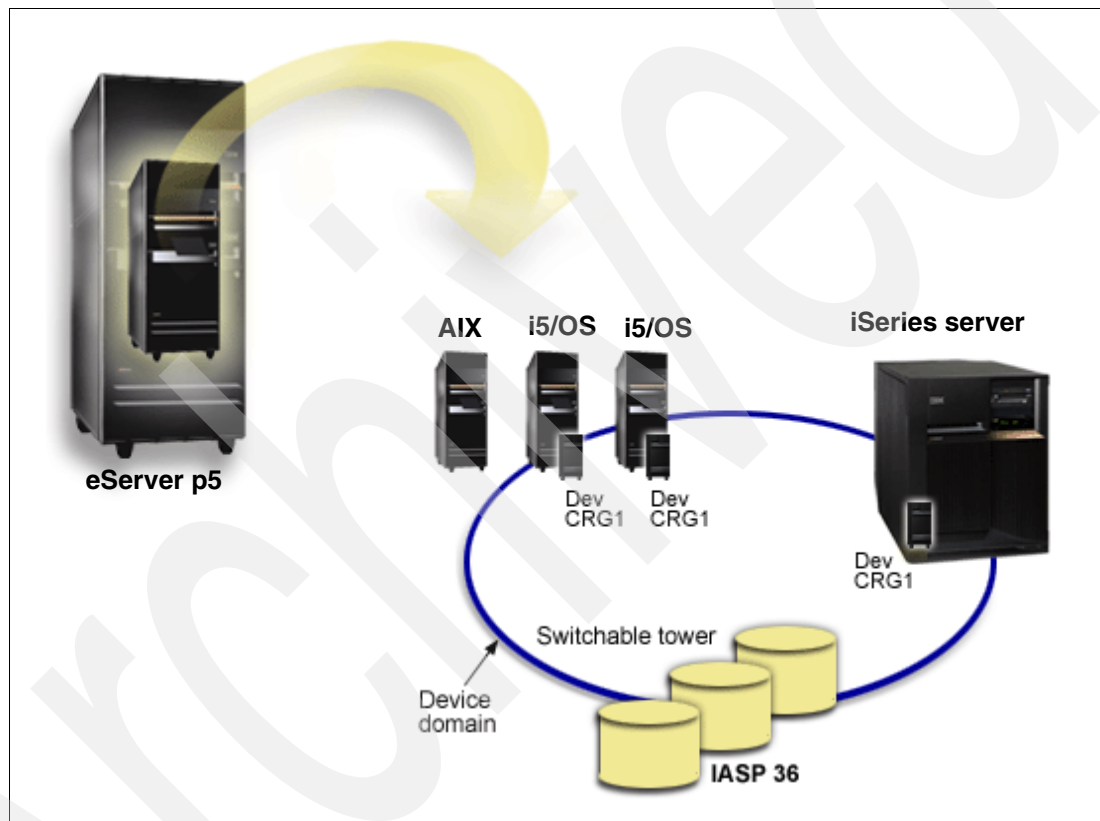 AIX
i5/OS
i5/OS
iSeries server
eServer p5
Dev
CRG1
Dev
CRG1
Dev
CRG1
Switchable tower
Device
domain
IASP 36